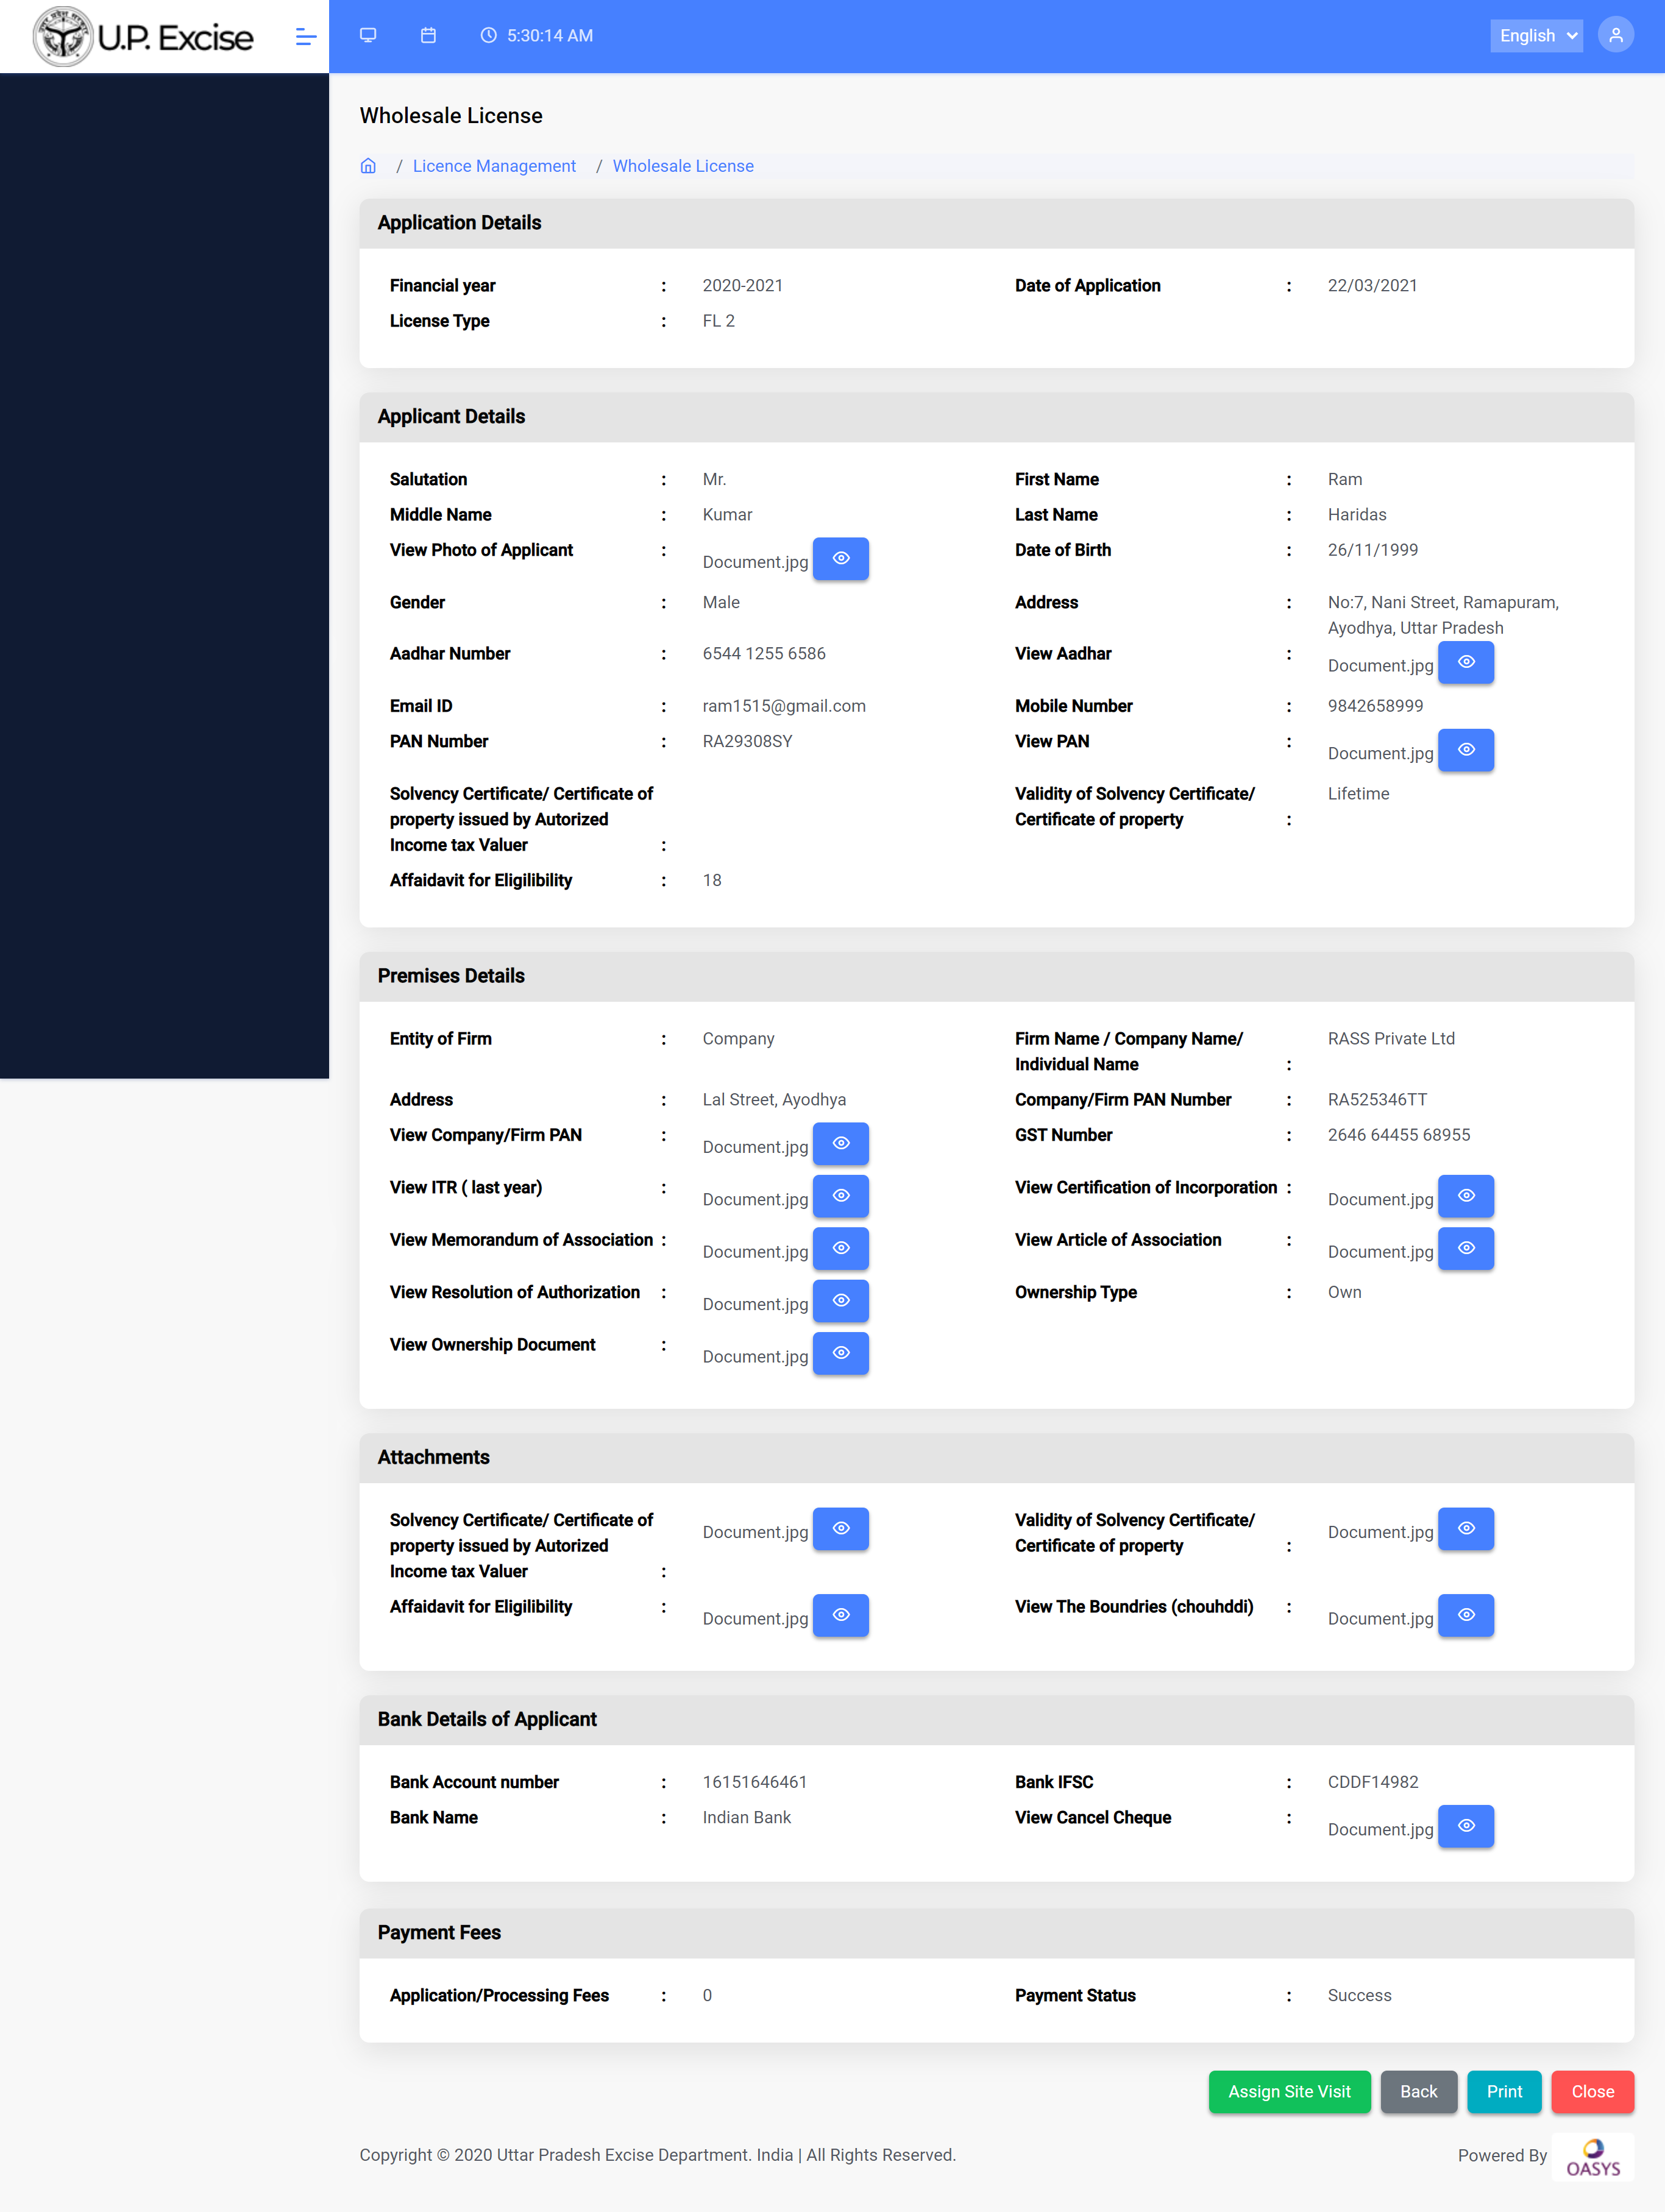 U.P. Excise
5:30:14 AM
English
Wholesale License
/ Licence Management / Wholesale License
Application Details
Financial year : 2020-2021 Date of Application : 22/03/2021
License Type : FL 2
Applicant Details
Salutation : Mr. First Name : Ram
Middle Name : Kumar Last Name : Haridas
View Photo of Applicant : Document.jpg Date of Birth : 26/11/1999
Gender : Male Address : No:7, Nani Street, Ramapuram,
Ayodhya, Uttar Pradesh
Aadhar Number : 6544 1255 6586 View Aadhar : Document.jpg
Email ID : ram1515@gmail.com Mobile Number : 9842658999
PAN Number : RA29308SY View PAN : Document.jpg
Solvency Certificate/ Certificate of Validity of Solvency Certificate/ Lifetime
property issued by Autorized Certificate of property :
Income tax Valuer :
Affaidavit for Eligilibility : 18
Premises Details
Entity of Firm : Company Firm Name / Company Name/ RASS Private Ltd
Individual Name :
Address : Lal Street, Ayodhya Company/Firm PAN Number : RA525346TT
View Company/Firm PAN : Document.jpg GST Number : 2646 64455 68955
View ITR ( last year) : Document.jpg View Certification of Incorporation : Document.jpg
View Memorandum of Association : Document.jpg View Article of Association : Document.jpg
View Resolution of Authorization : Document.jpg Ownership Type : Own
View Ownership Document : Document.jpg
Attachments
Solvency Certificate/ Certificate of Document.jpg Validity of Solvency Certificate/ Document.jpg
property issued by Autorized Certificate of property :
Income tax Valuer :
Affaidavit for Eligilibility : Document.jpg View The Boundries (chouhddi) : Document.jpg
Bank Details of Applicant
Bank Account number : 16151646461 Bank IFSC : CDDF14982
Bank Name : Indian Bank View Cancel Cheque : Document.jpg
Payment Fees
Application/Processing Fees : 0 Payment Status : Success
Assign Site Visit Back Print Close
Copyright © 2020 Uttar Pradesh Excise Department. India | All Rights Reserved. Powered By OASYS